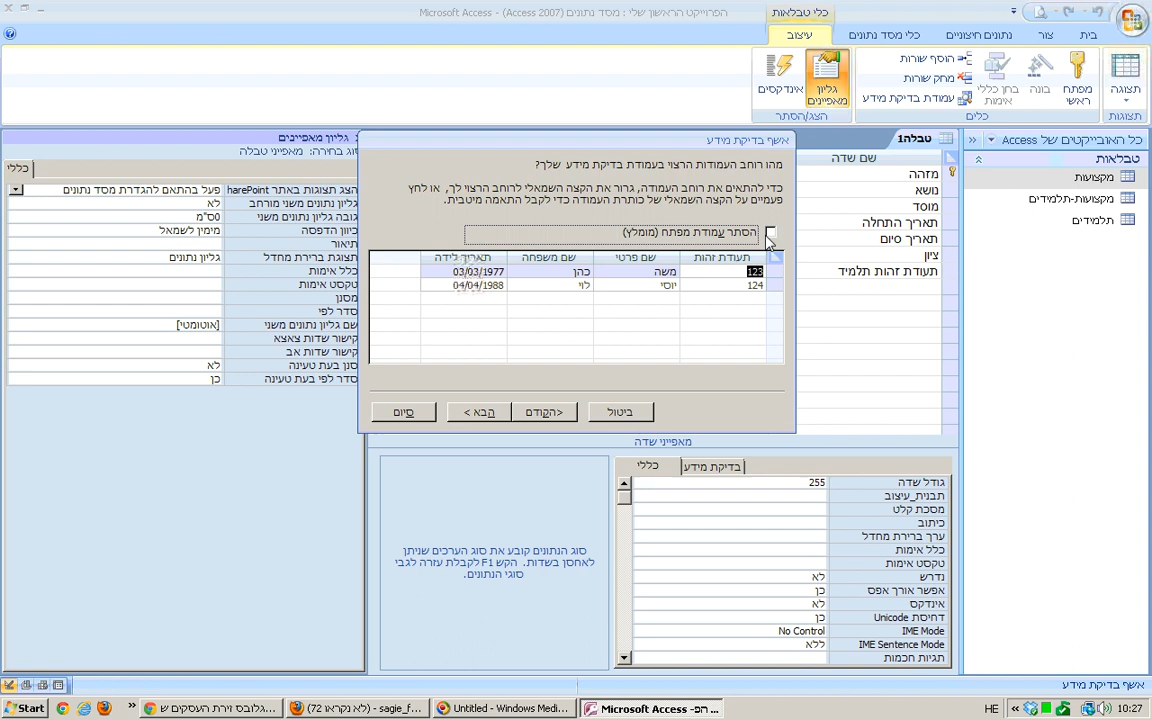 הפרוייקט הראשון שלי : מסד נתונים (Access 2007) - Microsoft Access
כלי טבלאות
בית
צור
נתונים חיצוניים
כלי מסד נתונים
עיצוב
תצוגה
מפתח ראשי
בונה
בחן כללי אימות
הוסף שורות
מחק שורות
עמודת בדיקת מידע
גליון מאפיינים
אינדקסים
תצוגות
כלים
הצג/הסתר
כל האובייקטים של Access
טבלאות
מקצועות
מקצועות-תלמידים
תלמידים
טבלה1
שם שדה
מזהה
נושא
מוסד
תאריך התחלה
תאריך סיום
ציון
תעודת זהות תלמיד
אשף בדיקת מידע
מהו רוחב העמודות הרצוי בעמודת בדיקת מידע שלך?
כדי להתאים את רוחב העמודה, גרור את הקצה השמאלי לרוחב הרצוי לך, או לחץ
פעמיים על הקצה השמאלי של כותרת העמודה כדי לקבל התאמה מיטבית.
הסתר עמודת מפתח (מומלץ)
תעודת זהות שם פרטי שם משפחה תאריך לידה
123 משה כהן 03/03/1977
124 יוסי לוי 04/04/1988
ביטול
<הקודם
הבא >
סיום
גליון מאפיינים
סוג בחירה: מאפייני טבלה
כללי
הצג תצוגות באתר harePoint פעל בהתאם להגדרת מסד נתונים
גליון נתונים משני מורחב לא
גובה גליון נתונים משני 0ס"מ
כיוון הדפסה מימין לשמאל
תיאור
תצוגת ברירת מחדל גליון נתונים
כלל אימות
טקסט אימות
מסנן
סדר לפי
שם גליון נתונים משני [אוטומטי]
קישור שדות צאצא
קישור שדות אב
סנן בעת טעינה לא
סדר לפי בעת טעינה כן
מאפייני שדה
כללי
בדיקת מידע
גודל שדה 255
תבנית_עיצוב
מסכת קלט
כיתוב
ערך ברירת מחדל
כלל אימות
טקסט אימות
נדרש לא
אפשר אורך אפס כן
אינדקס לא
דחיסת Unicode כן
IME Mode No Control
IME Sentence Mode ללא
תגיות חכמות
סוג הנתונים קובע את סוג הערכים שניתן
לאחסן בשדות. הקש F1 לקבלת עזרה לגבי
סוגי הנתונים.
אשף בדיקת מידע
Start
גלובס זירת העסקים ש...
לא נקראו 72) - sagie_f...
Untitled - Windows Medi...
Microsoft Access - הפ...
HE
10:27